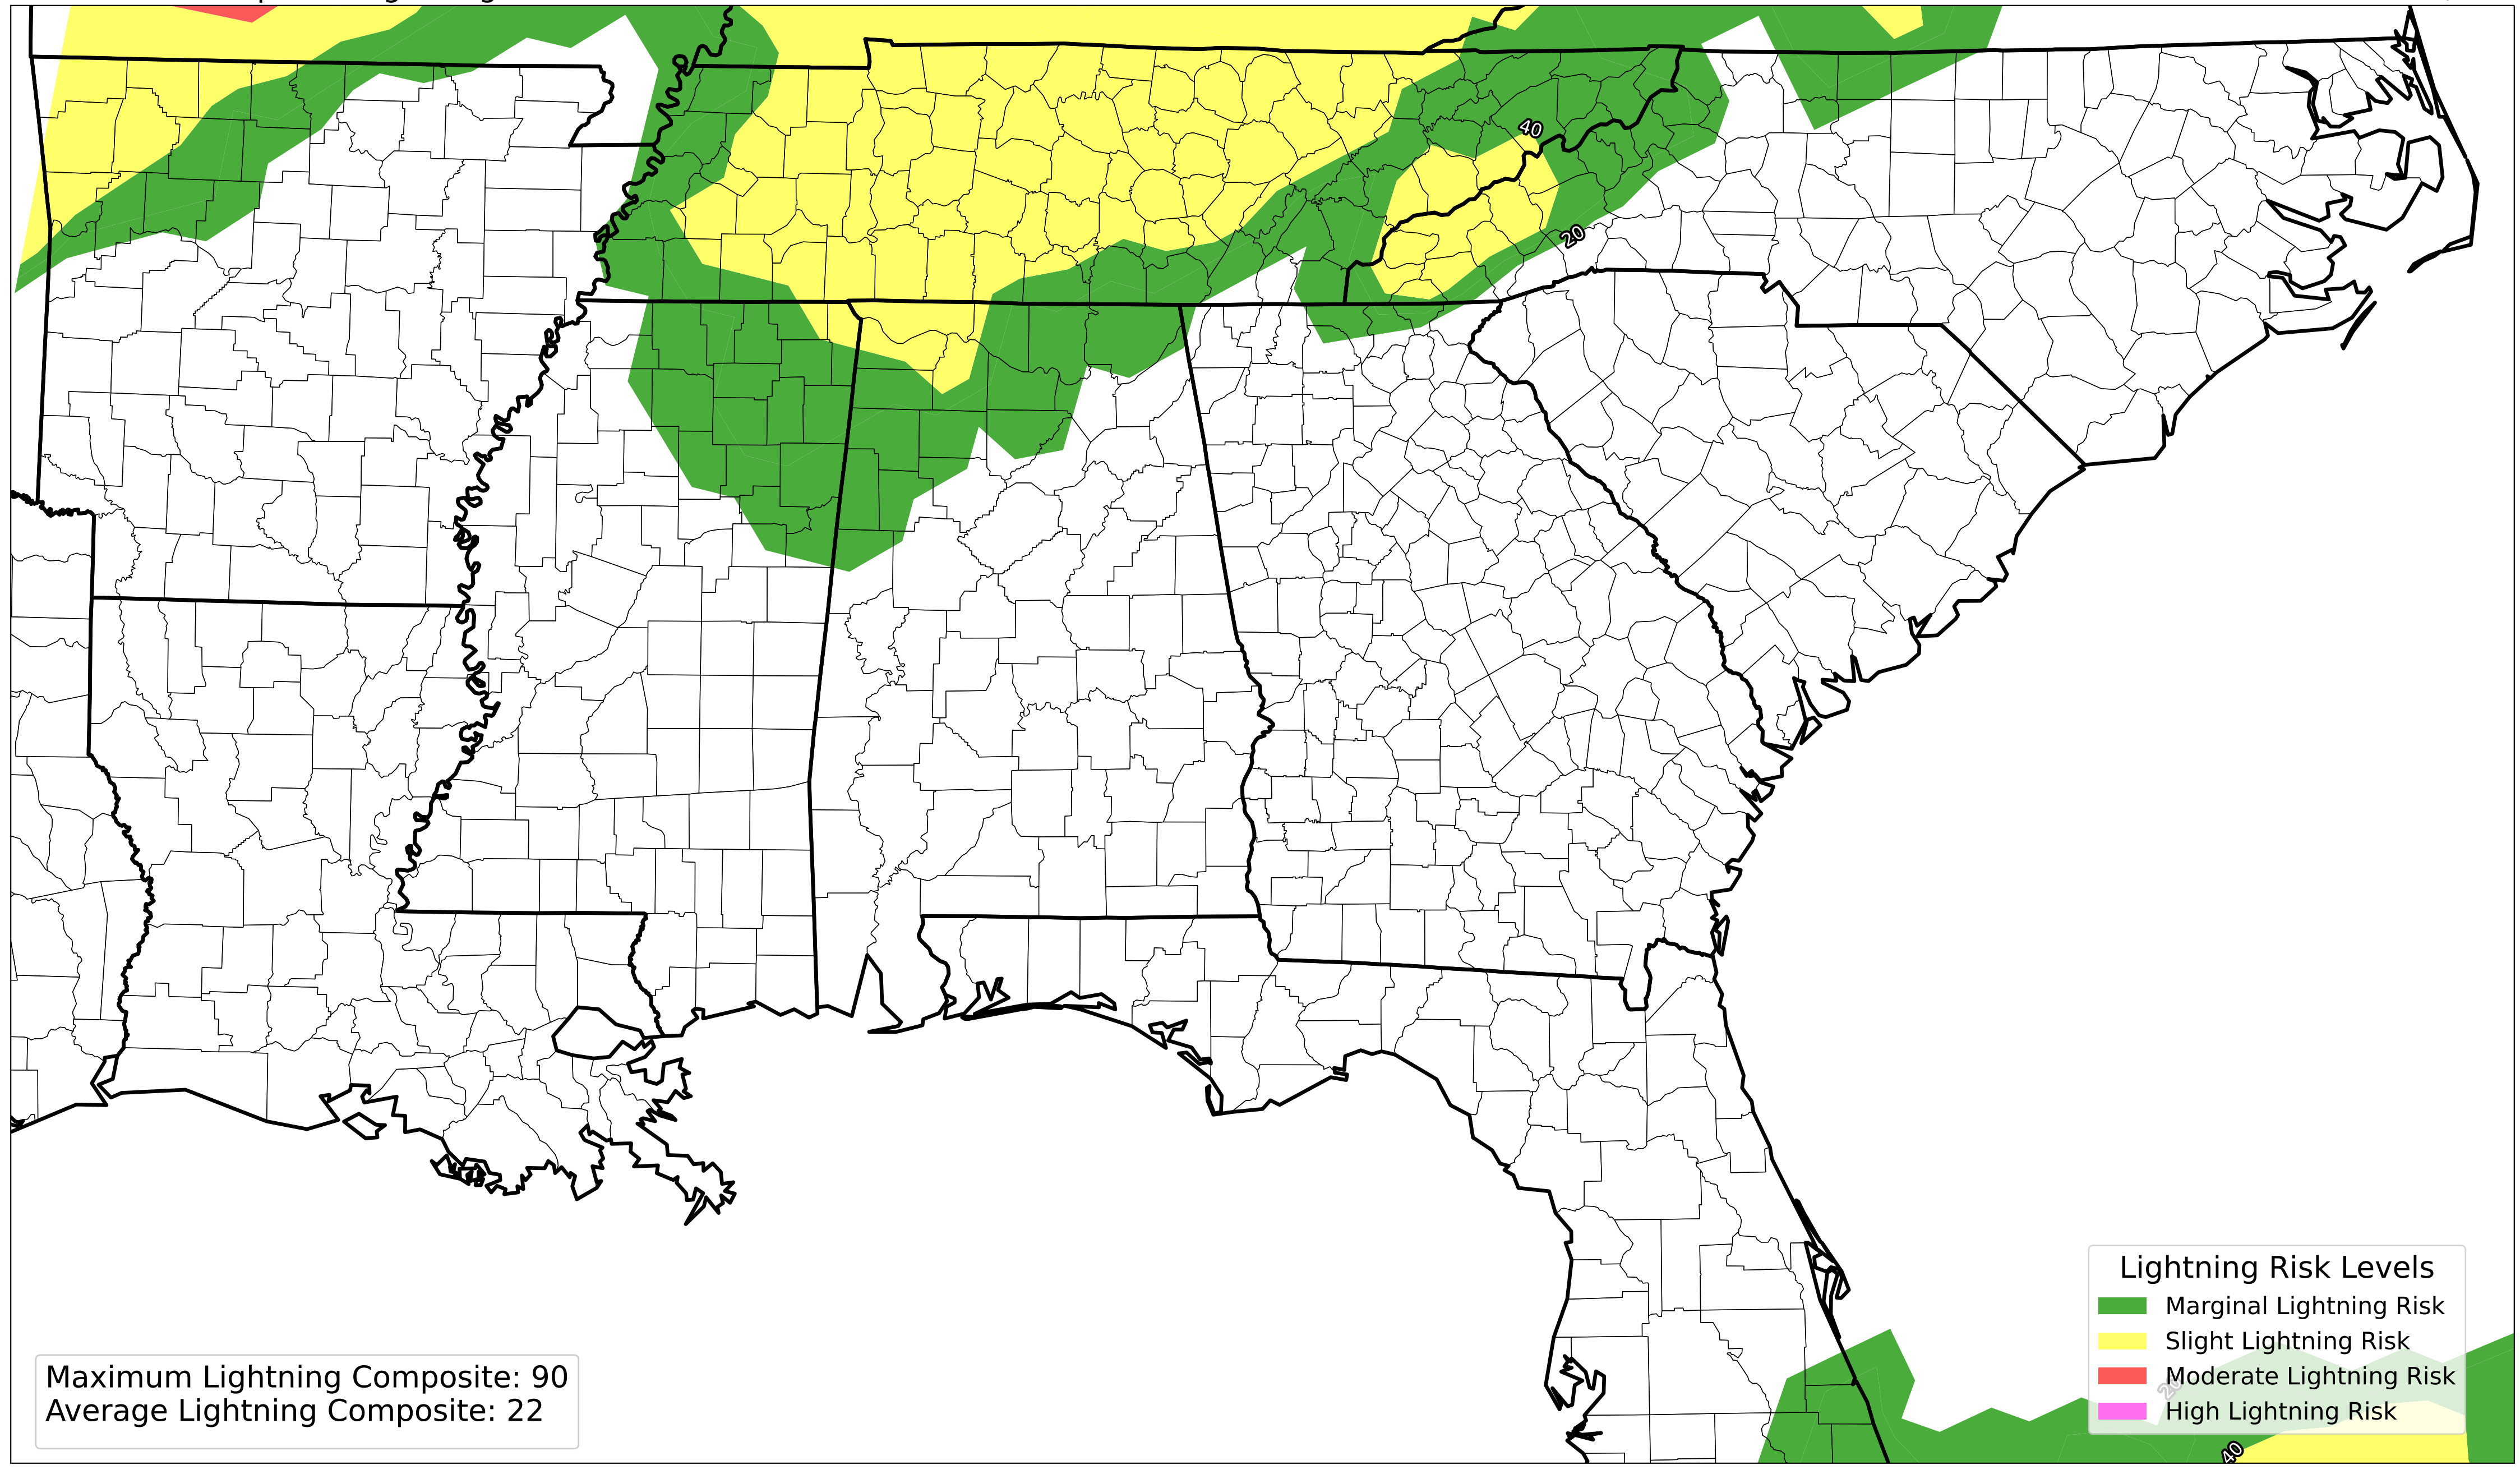 40
20
Lightning Risk Levels
Marginal Lightning Risk
Slight Lightning Risk
Moderate Lightning Risk
High Lightning Risk
20
40
Maximum Lightning Composite: 90
Average Lightning Composite: 22